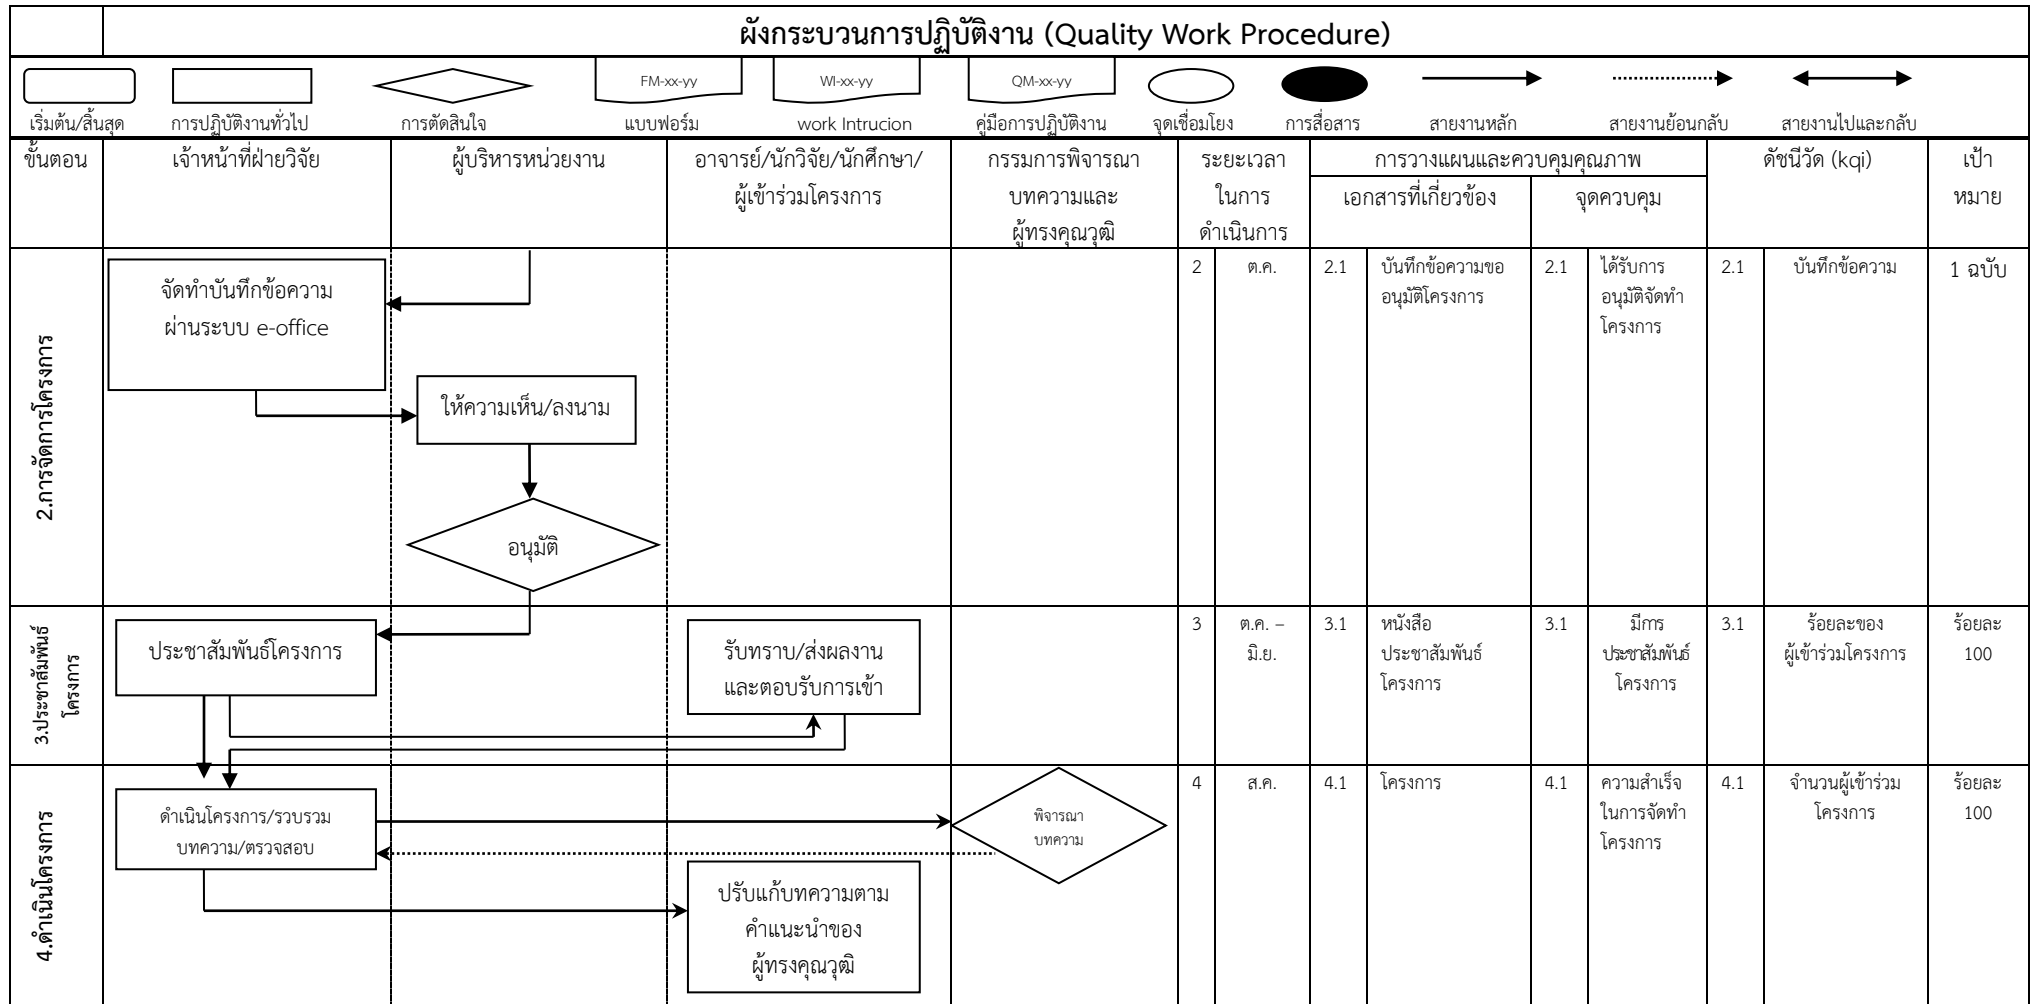 ผังกระบวนการปฏิบัติงาน (Quality Work Procedure)
FM-xx-yy
WI-xx-yy
QM-xx-yy
เริ่มต้น/สิ้นสุด
การปฏิบัติงานทั่วไป
การตัดสินใจ
แบบฟอร์ม
work Intrucion
คู่มือการปฏิบัติงาน
จุดเชื่อมโยง
การสื่อสาร
สายงานหลัก
สายงานย้อนกลับ
สายงานไปและกลับ
ขั้นตอน
เจ้าหน้าที่ฝ่ายวิจัย
ผู้บริหารหน่วยงาน
อาจารย์/นักวิจัย/นักศึกษา/
ผู้เข้าร่วมโครงการ
กรรมการพิจารณา
บทความและ
ผู้ทรงคุณวุฒิ
ระยะเวลา
ในการ
ดำเนินการ
การวางแผนและควบคุมคุณภาพ
เอกสารที่เกี่ยวข้อง
จุดควบคุม
ดัชนีวัด (kqi)
เป้า
หมาย
2.การจัดการโครงการ
จัดทำบันทึกข้อความ
ผ่านระบบ e-office
ให้ความเห็น/ลงนาม
อนุมัติ
2
ต.ค.
2.1
บันทึกข้อความขอ
อนุมัติโครงการ
2.1
ได้รับการ
อนุมัติจัดทำ
โครงการ
2.1
บันทึกข้อความ
1 ฉบับ
3.ประชาสัมพันธ์
โครงการ
ประชาสัมพันธ์โครงการ
รับทราบ/ส่งผลงาน
และตอบรับการเข้า
3
ต.ค. –
มิ.ย.
3.1
หนังสือ
ประชาสัมพันธ์
โครงการ
3.1
มีการ
ประชาสัมพันธ์
โครงการ
3.1
ร้อยละของ
ผู้เข้าร่วมโครงการ
ร้อยละ
100
4.ดำเนินโครงการ
ดำเนินโครงการ/รวบรวม
บทความ/ตรวจสอบ
พิจารณา
บทความ
ปรับแก้บทความตาม
คำแนะนำของ
ผู้ทรงคุณวุฒิ
4
ส.ค.
4.1
โครงการ
4.1
ความสำเร็จ
ในการจัดทำ
โครงการ
4.1
จำนวนผู้เข้าร่วม
โครงการ
ร้อยละ
100